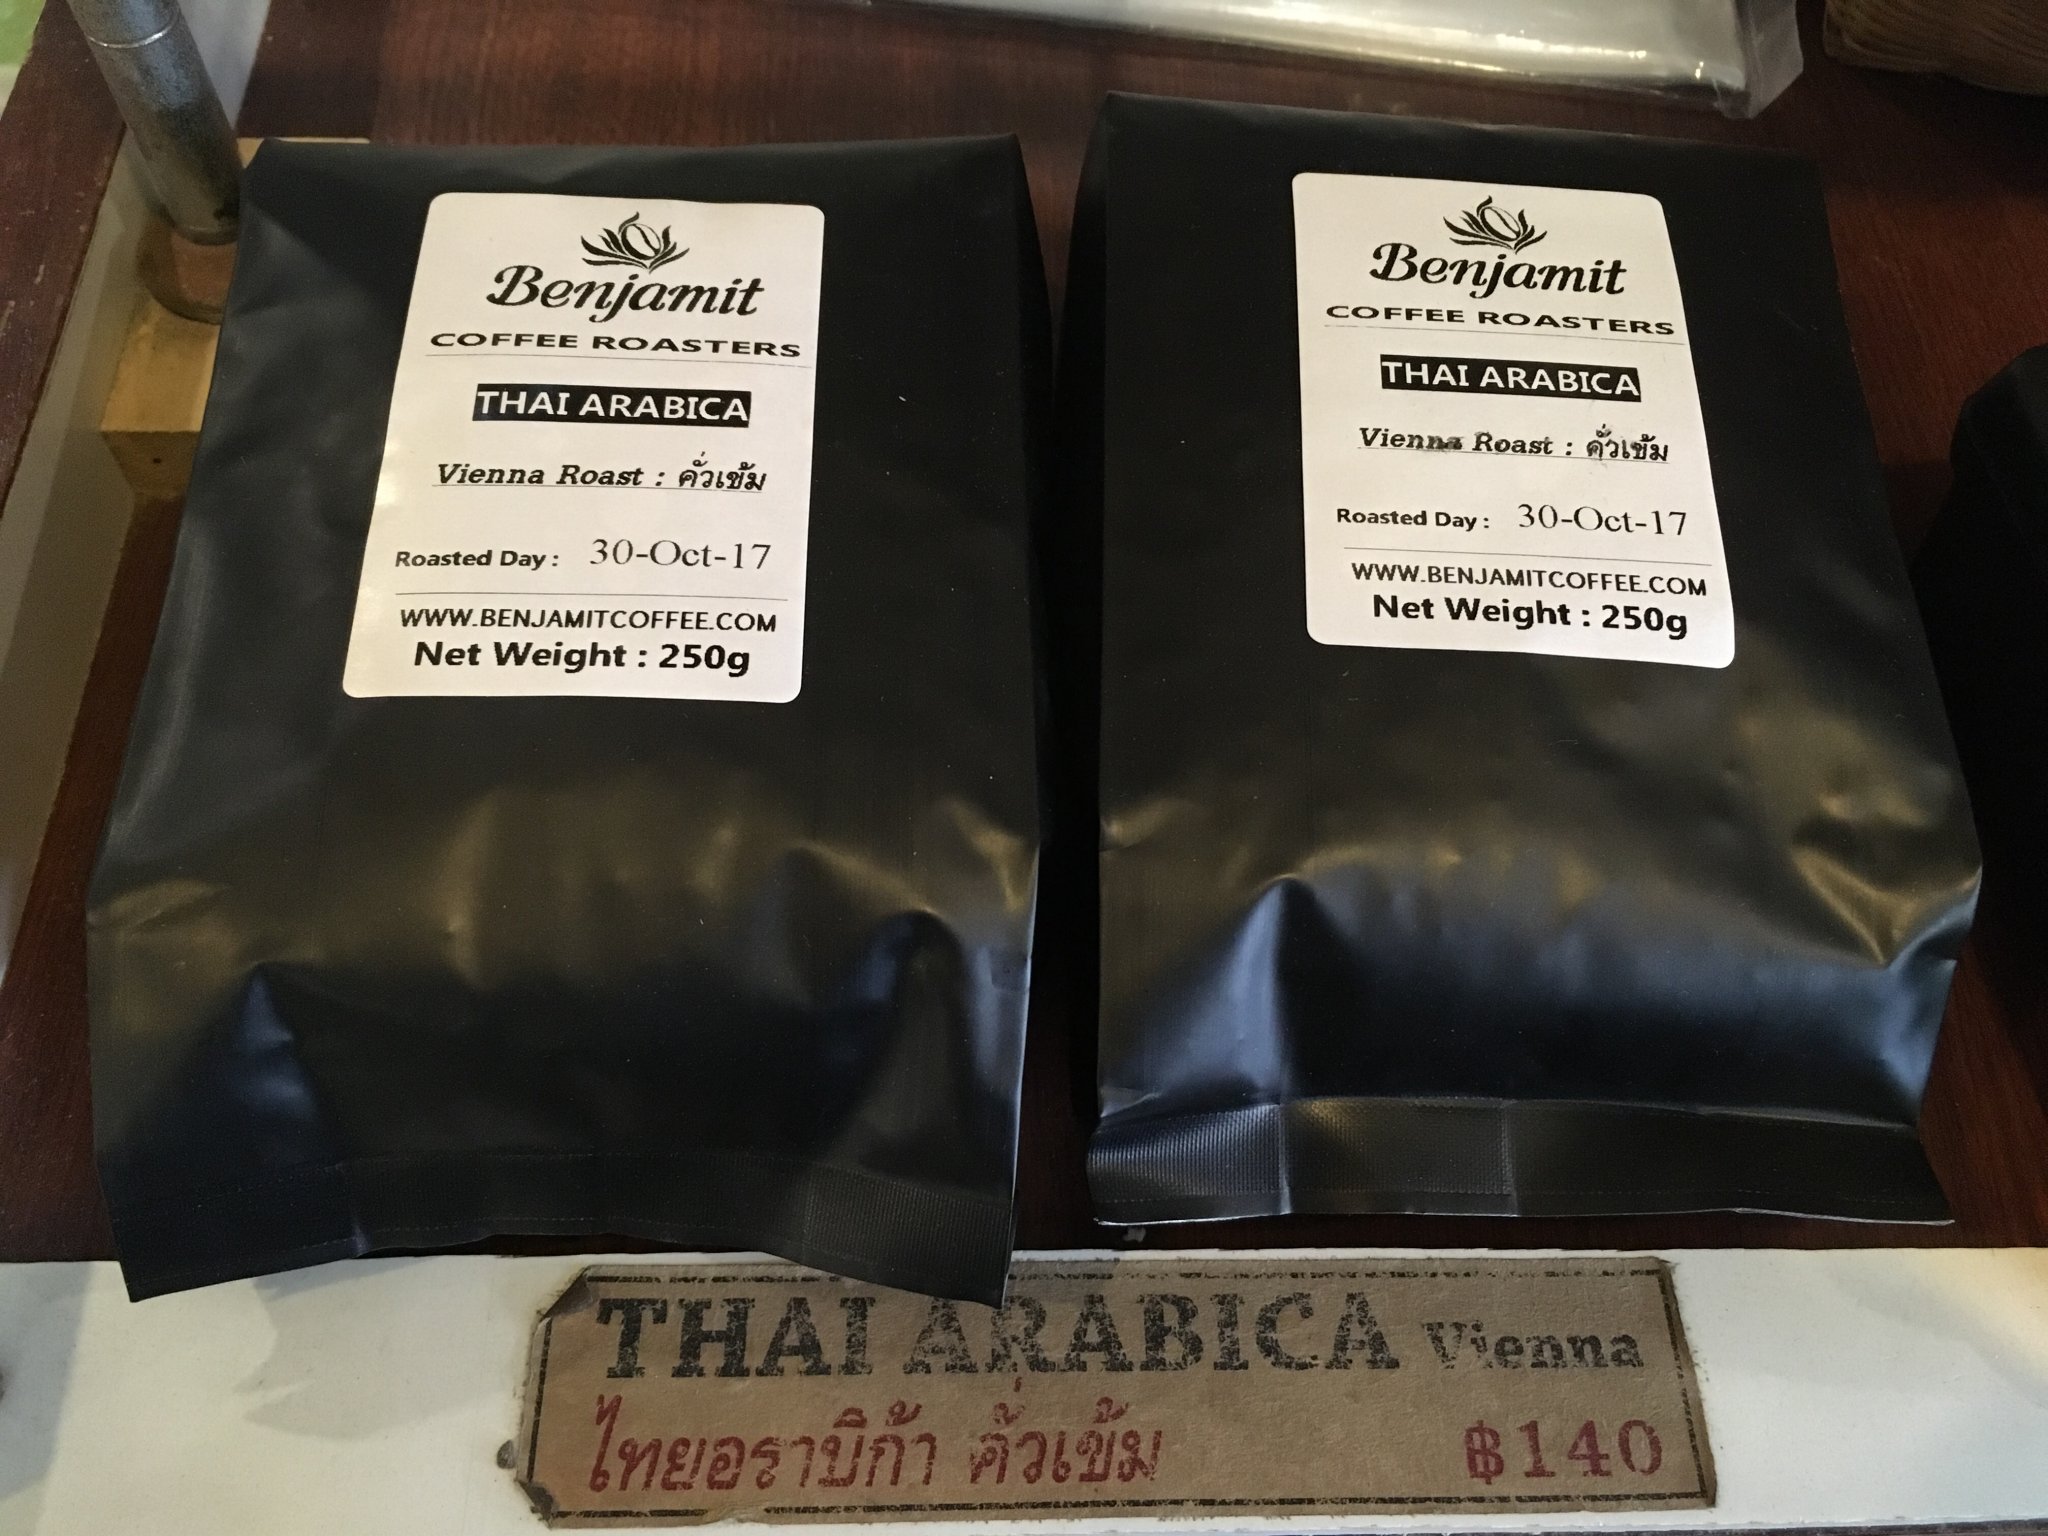 Benjamit
COFFEE ROASTERS
THAI ARABICA
Vienna Roast : คั่วเข้ม
Roasted Day : 30-Oct-17
WWW.BENJAMITCOFFEE.COM
Net Weight : 250g
Benjamit
COFFEE ROASTERS
THAI ARABICA
Vienna Roast : คั่วเข้ม
Roasted Day : 30-Oct-17
WWW.BENJAMITCOFFEE.COM
Net Weight : 250g
THAI ARABICA Vienna
ไทยอราบิก้า คั่วเข้ม ฿140